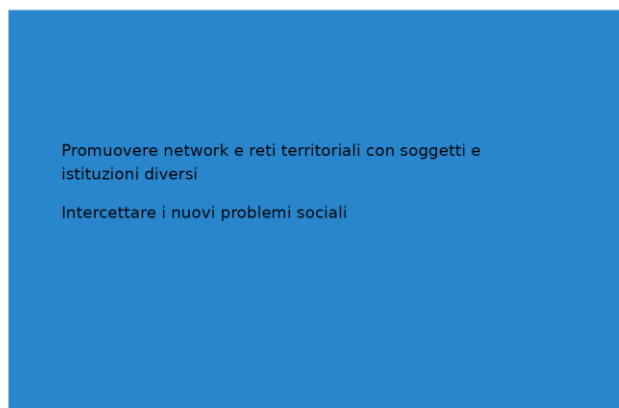 Promuovere network e reti territoriali con soggetti e
istituzioni diversi
Intercettare i nuovi problemi sociali